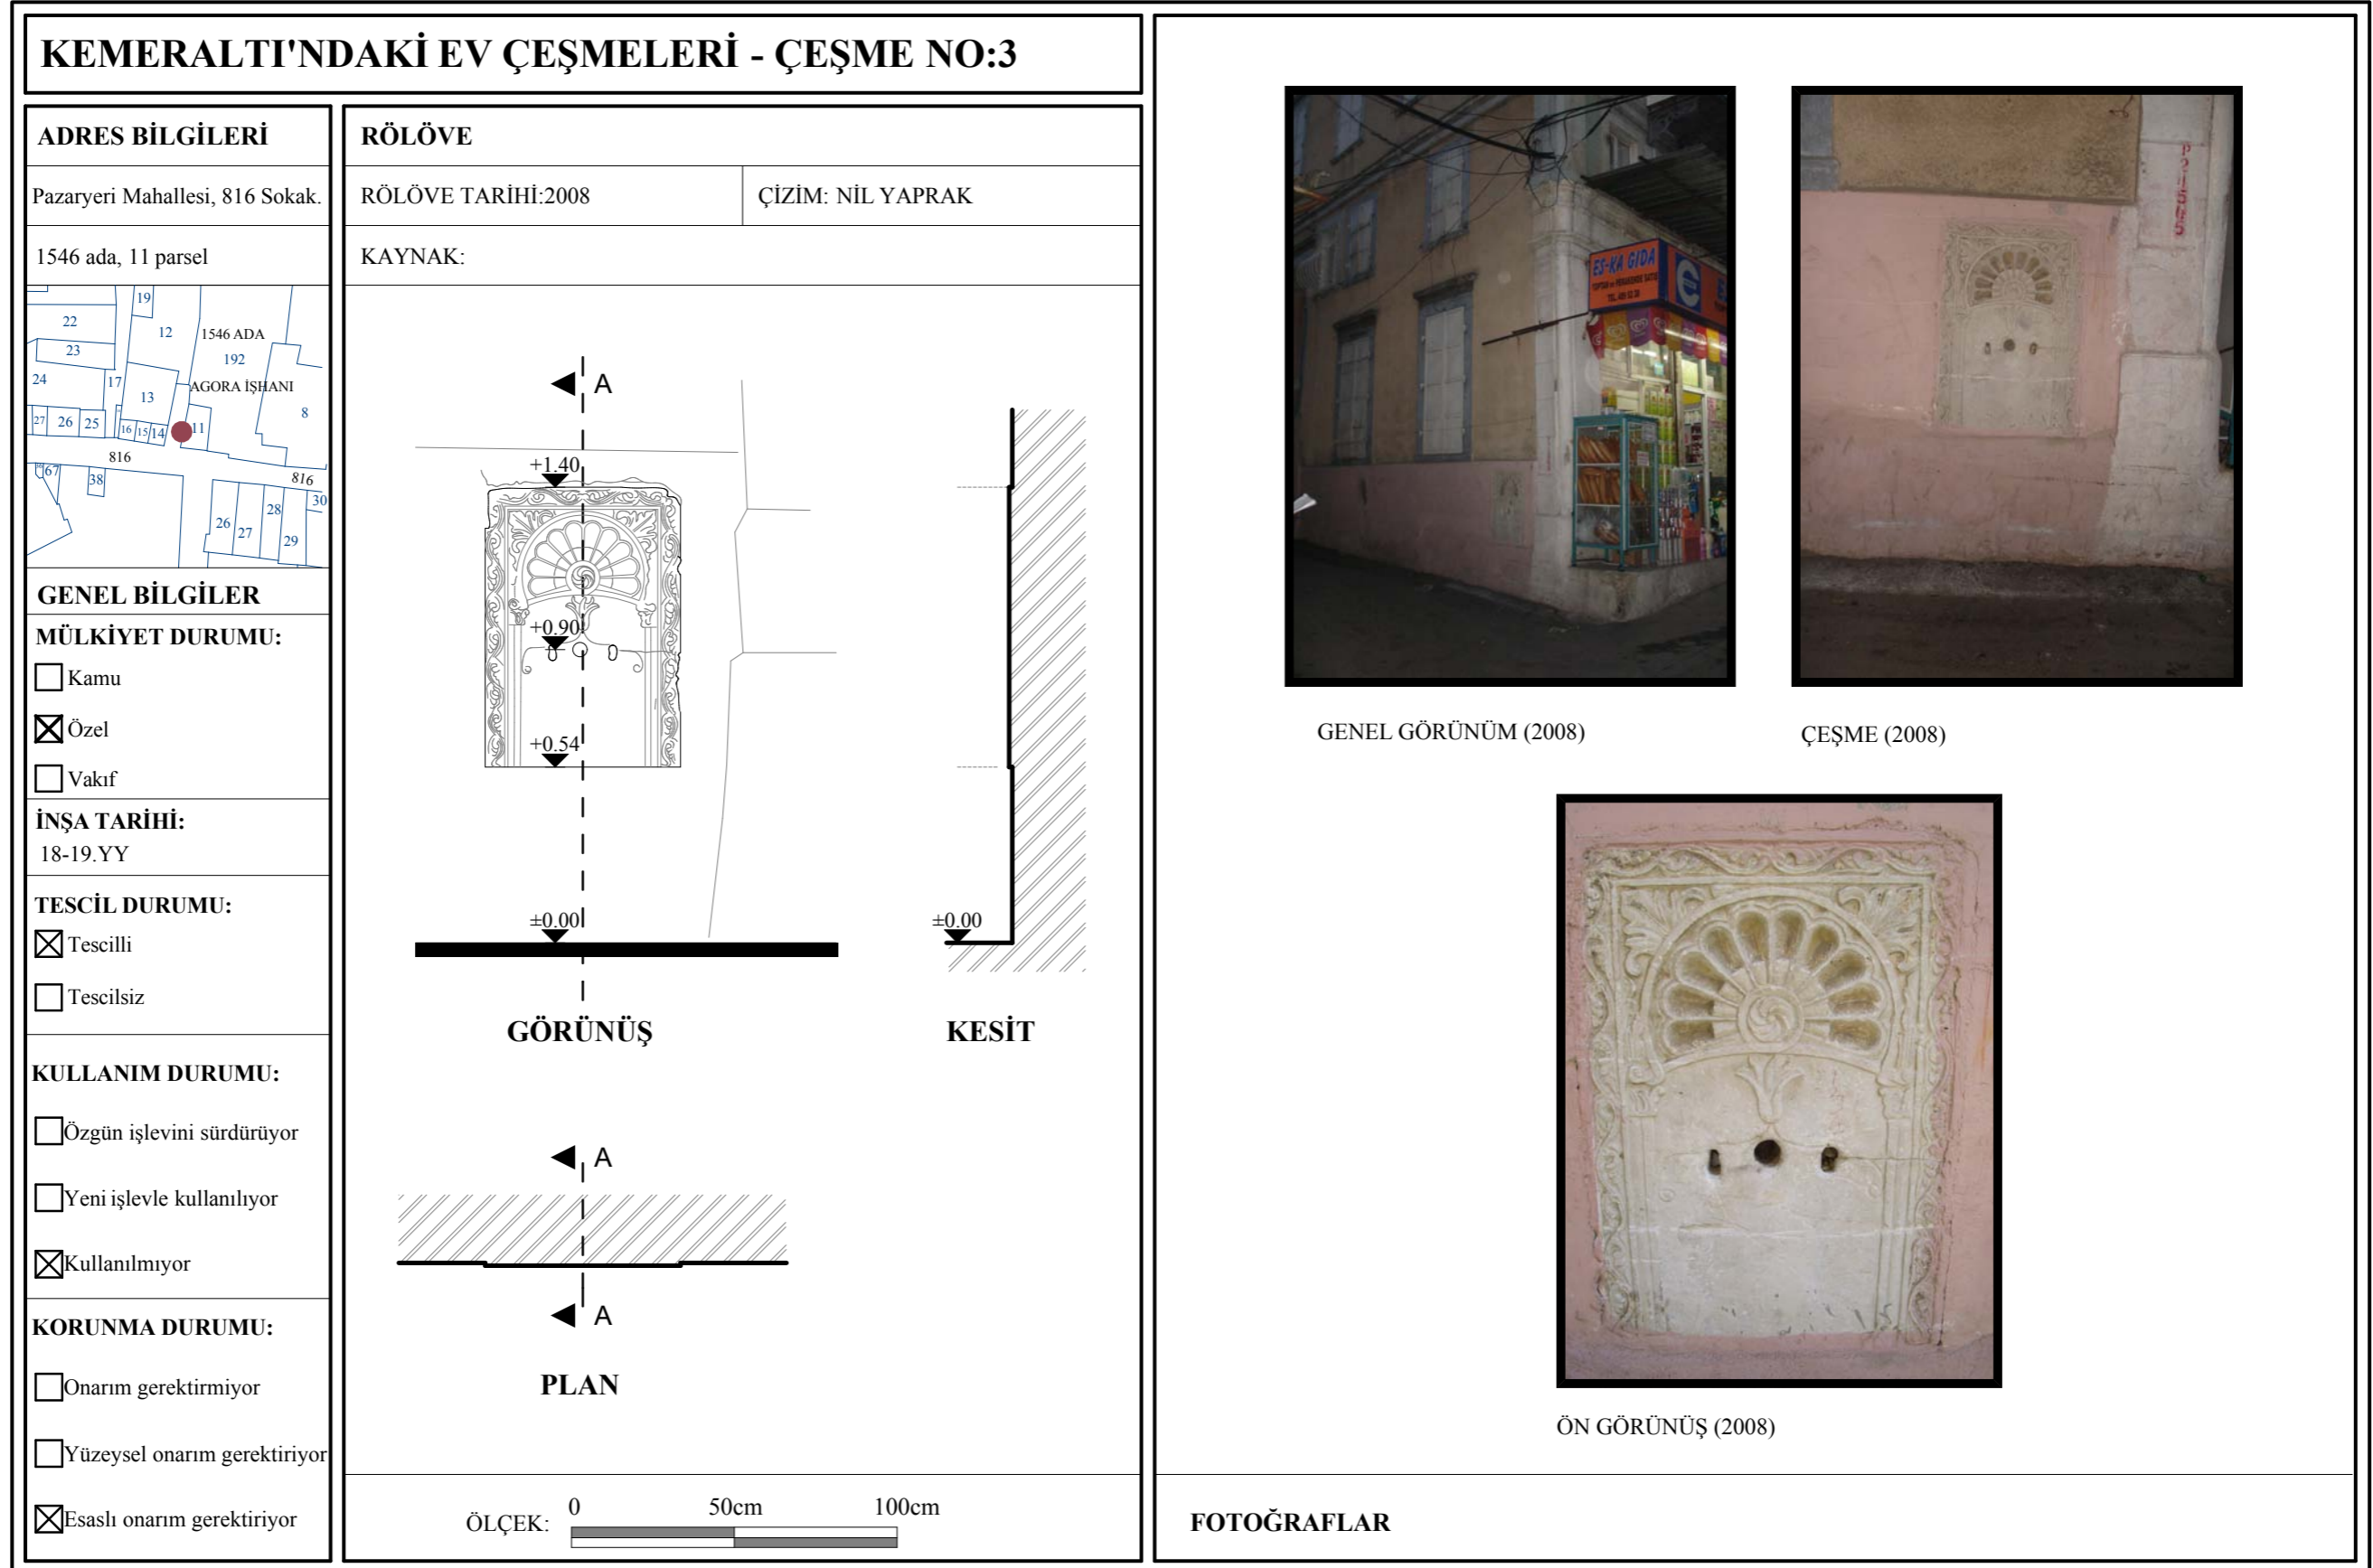 KEMERALTI'NDAKİ EV ÇEŞMELERİ - ÇEŞME NO:3
ADRES BİLGİLERİ
Pazaryeri Mahallesi, 816 Sokak.
1546 ada, 11 parsel
19
22
12
1546 ADA
23
192
24
17
AGORA İŞHANI
13
8
27
26
25
16
15
14
11
816
67
38
816
30
28
26
27
29
GENEL BİLGİLER
MÜLKİYET DURUMU:
Kamu
Özel
Vakıf
İNŞA TARİHİ:
18-19.YY
TESCİL DURUMU:
Tescilli
Tescilsiz
KULLANIM DURUMU:
Özgün işlevini sürdürüyor
Yeni işlevle kullanılıyor
Kullanılmıyor
KORUNMA DURUMU:
Onarım gerektirmiyor
Yüzeysel onarım gerektiriyor
Esaslı onarım gerektiriyor
RÖLÖVE
RÖLÖVE TARİHİ:2008
ÇİZİM: NİL YAPRAK
KAYNAK:
A
+1.40
+0.90
+0.54
±0.00
±0.00
GÖRÜNÜŞ
KESİT
A
A
PLAN
ÖLÇEK:
0
50cm
100cm
ES-KA GIDA
GENEL GÖRÜNÜM (2008)
ÇEŞME (2008)
ÖN GÖRÜNÜŞ (2008)
FOTOĞRAFLAR